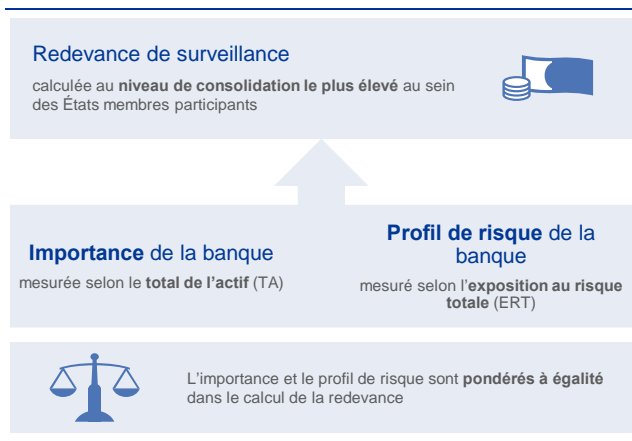 Redevance de surveillance
calculée au niveau de consolidation le plus élevé au sein
des États membres participants
Importance de la banque
mesurée selon le total de l'actif (TA)
Profil de risque de la
banque
mesuré selon l'exposition au risque
totale (ERT)
L'importance et le profil de risque sont pondérés à égalité
dans le calcul de la redevance